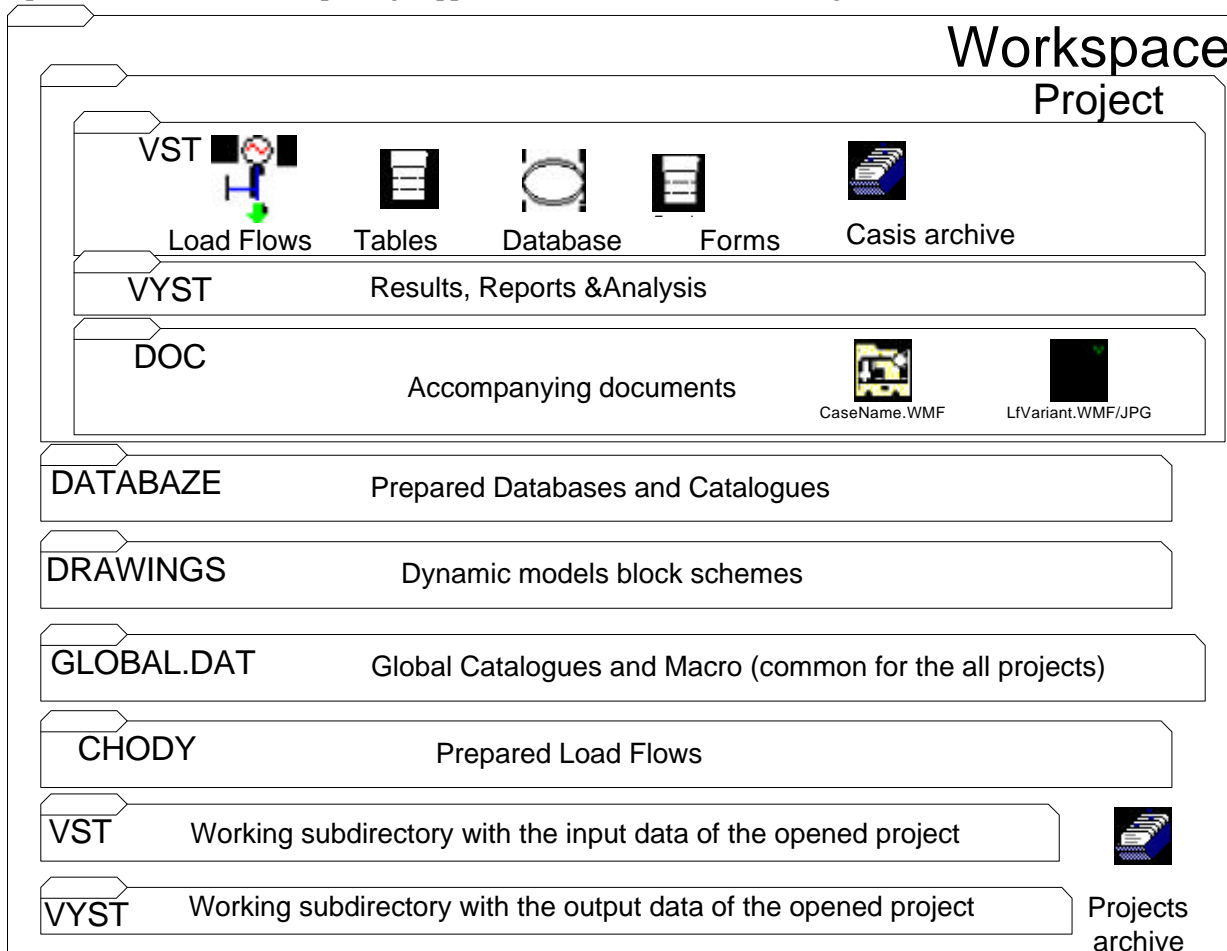 Workspace
Project
VST
Load Flows Tables Database Forms Casis archive
VYST Results, Reports &Analysis
DOC
Accompanying documents
CaseName.WMF LfVariant.WMF/JPG
DATABAZE Prepared Databases and Catalogues
DRAWINGS Dynamic models block schemes
GLOBAL.DAT Global Catalogues and Macro (common for the all projects)
CHODY Prepared Load Flows
VST Working subdirectory with the input data of the opened project
VYST Working subdirectory with the output data of the opened project
Projects
archive